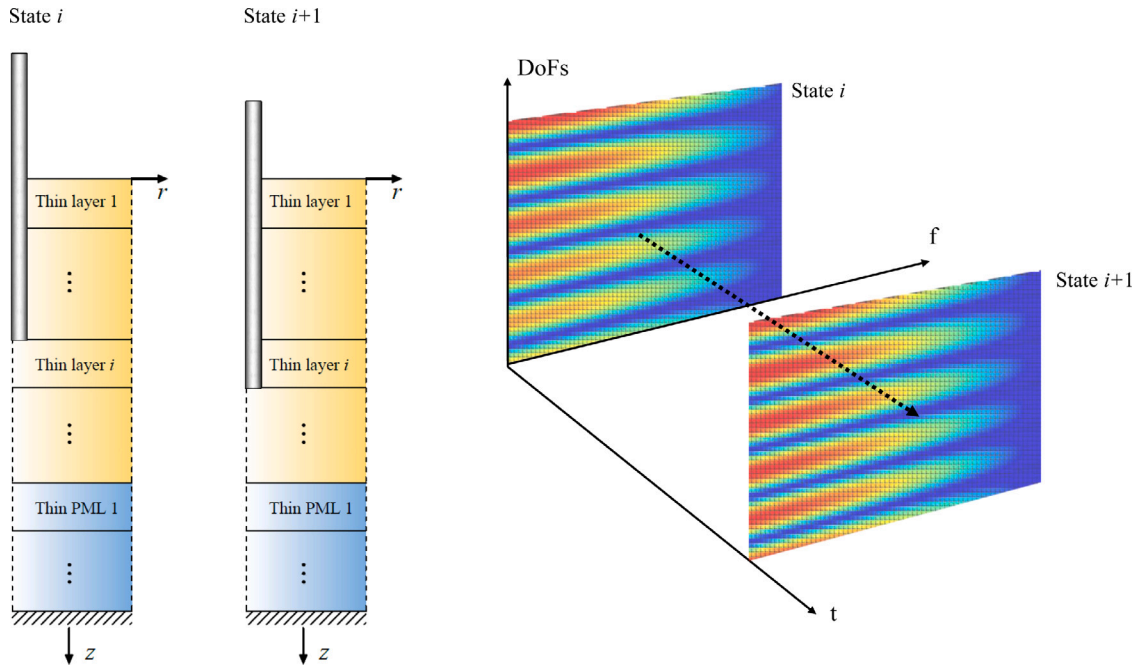 State i
Thin layer 1
r
⋮
Thin layer i
⋮
Thin PML 1
⋮
z
State i+1
Thin layer 1
r
⋮
Thin layer i
⋮
Thin PML 1
⋮
z
DoFs
State i
f
State i+1
t